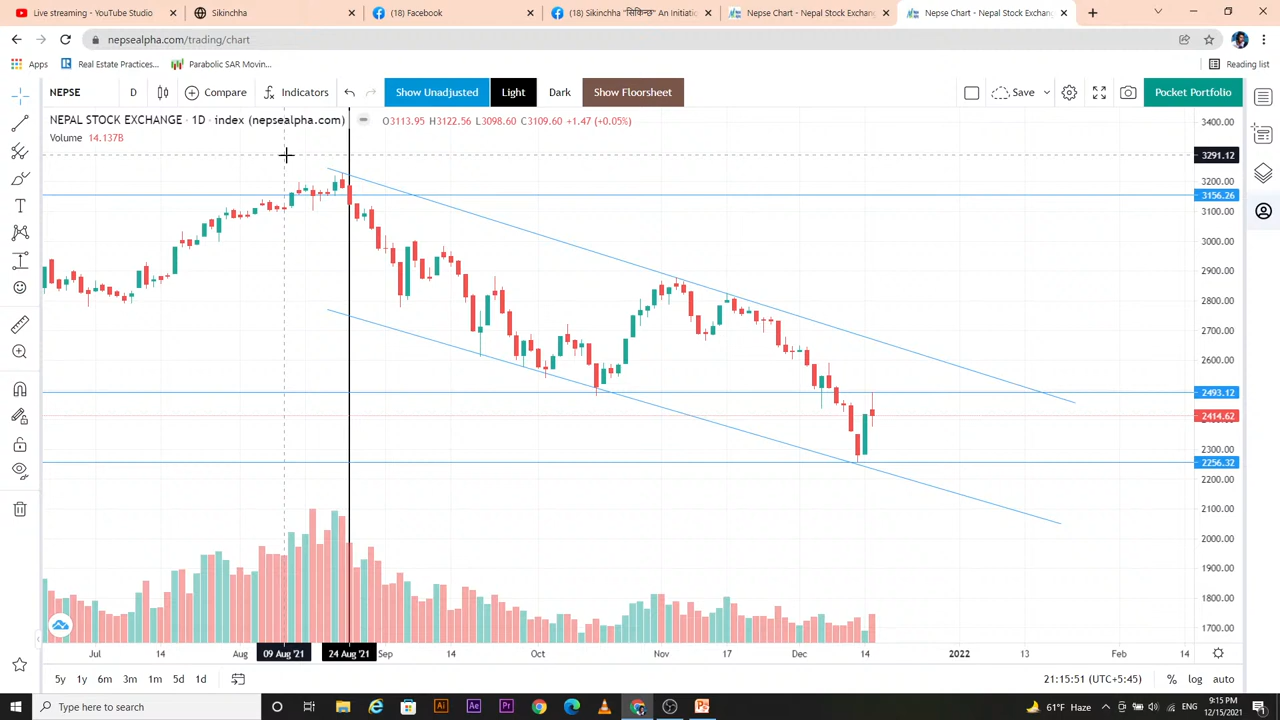 Live streaming - YouTube Studio
Sikincha
(18) Facebook
(18) Sikinchha "सिकिन्छ" An Initiati
Nepse Chart - Nepal Stock Exchan
Nepse Chart - Nepal Stock Exchan
nepsealpha.com/trading/chart
Apps
Real Estate Practices...
Parabolic SAR Movin...
Reading list
NEPSE
D
Compare
Indicators
Show Unadjusted
Light
Dark
Show Floorsheet
Save
Pocket Portfolio
NEPAL STOCK EXCHANGE · 1D · index (nepsealpha.com)
O3113.95 H3122.56 L3098.60 C3109.60 +1.47 (+0.05%)
Volume 14.137B
3400.00
3291.12
3200.00
3156.26
3100.00
3000.00
2900.00
2800.00
2700.00
2600.00
2493.12
2414.62
2300.00
2256.32
2200.00
2100.00
2000.00
1900.00
1800.00
1700.00
Jul
14
Aug
09 Aug '21
24 Aug '21
Sep
14
Oct
Nov
17
Dec
14
2022
13
Feb
14
5y
1y
6m
3m
1m
5d
1d
21:15:51 (UTC+5:45)
%
log
auto
Type here to search
61°F Haze
9:15 PM
12/15/2021